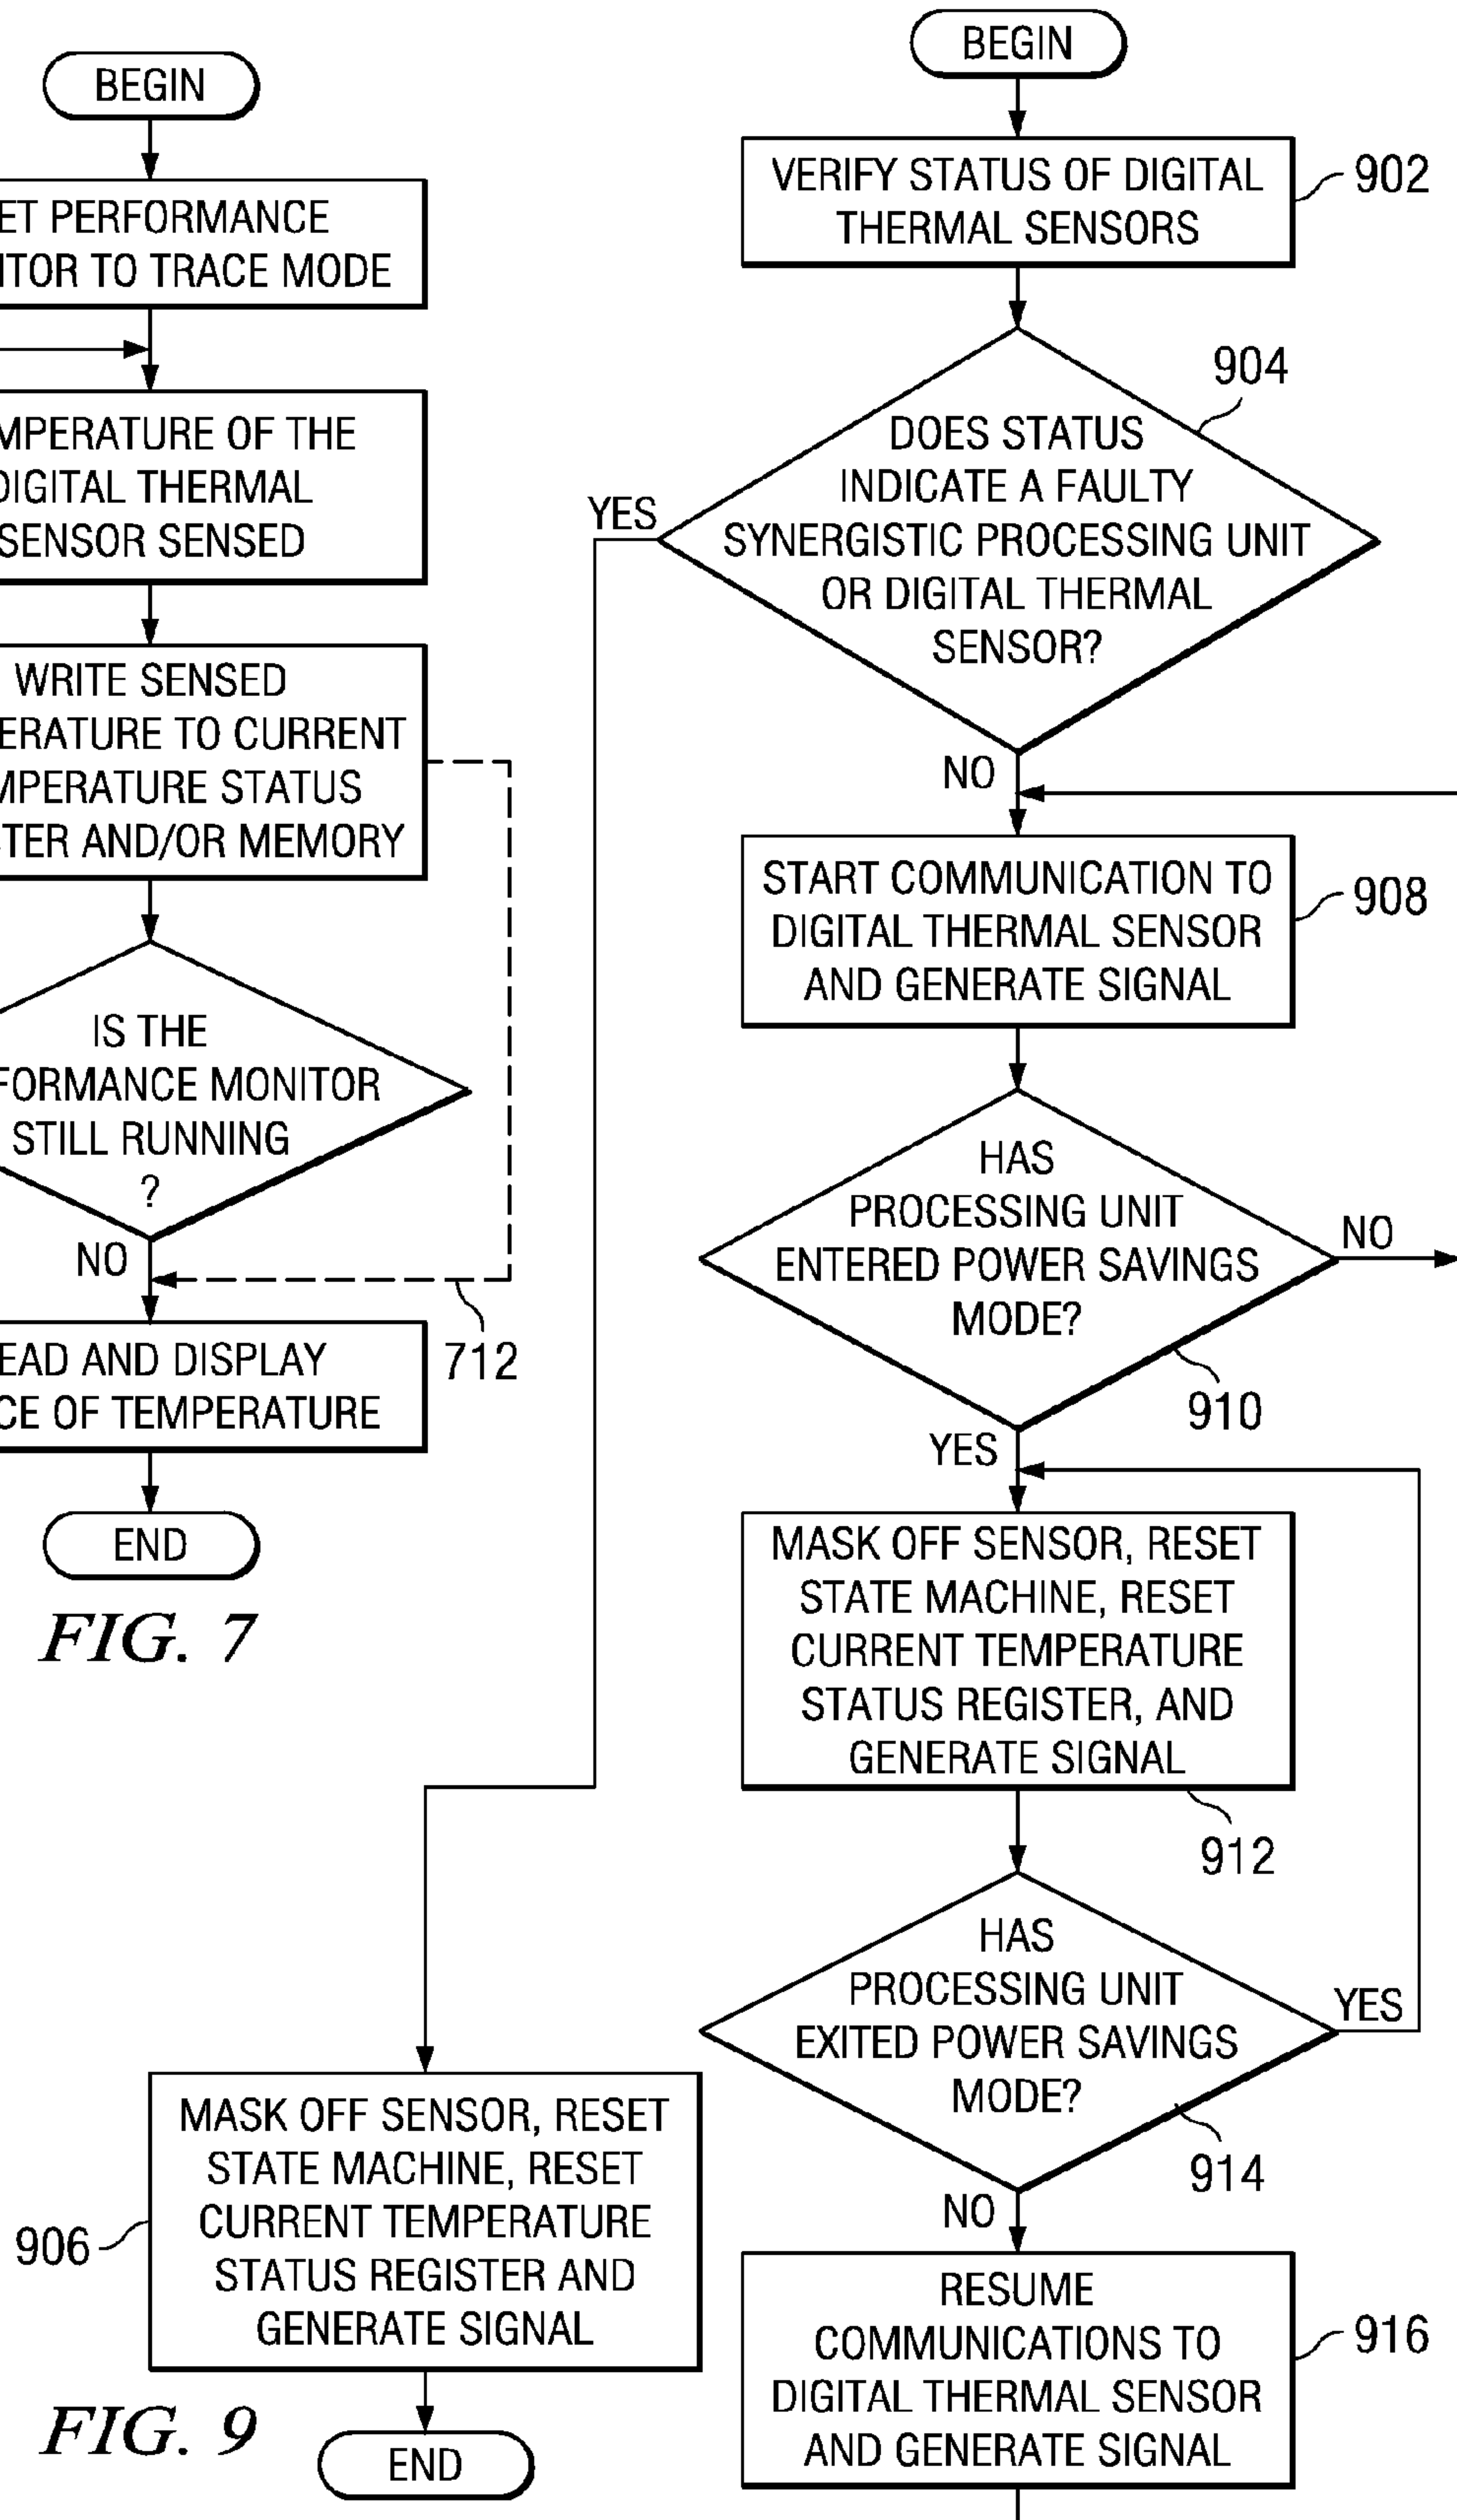 BEGIN
ET PERFORMANCE
ITOR TO TRACE MODE
MPERATURE OF THE
DIGITAL THERMAL
SENSOR SENSED
WRITE SENSED
ERATURE TO CURRENT
MPERATURE STATUS
TER AND/OR MEMORY
IS THE
FORMANCE MONITOR
STILL RUNNING
?
NO
712
EAD AND DISPLAY
CE OF TEMPERATURE
END
FIG. 7
BEGIN
VERIFY STATUS OF DIGITAL
THERMAL SENSORS
902
904
DOES STATUS
INDICATE A FAULTY
SYNERGISTIC PROCESSING UNIT
OR DIGITAL THERMAL
SENSOR?
YES
NO
START COMMUNICATION TO
DIGITAL THERMAL SENSOR
AND GENERATE SIGNAL
908
HAS
PROCESSING UNIT
ENTERED POWER SAVINGS
MODE?
NO
910
YES
MASK OFF SENSOR, RESET
STATE MACHINE, RESET
CURRENT TEMPERATURE
STATUS REGISTER, AND
GENERATE SIGNAL
912
HAS
PROCESSING UNIT
EXITED POWER SAVINGS
MODE?
YES
914
NO
RESUME
COMMUNICATIONS TO
DIGITAL THERMAL SENSOR
AND GENERATE SIGNAL
916
MASK OFF SENSOR, RESET
STATE MACHINE, RESET
CURRENT TEMPERATURE
STATUS REGISTER AND
GENERATE SIGNAL
906
END
FIG. 9